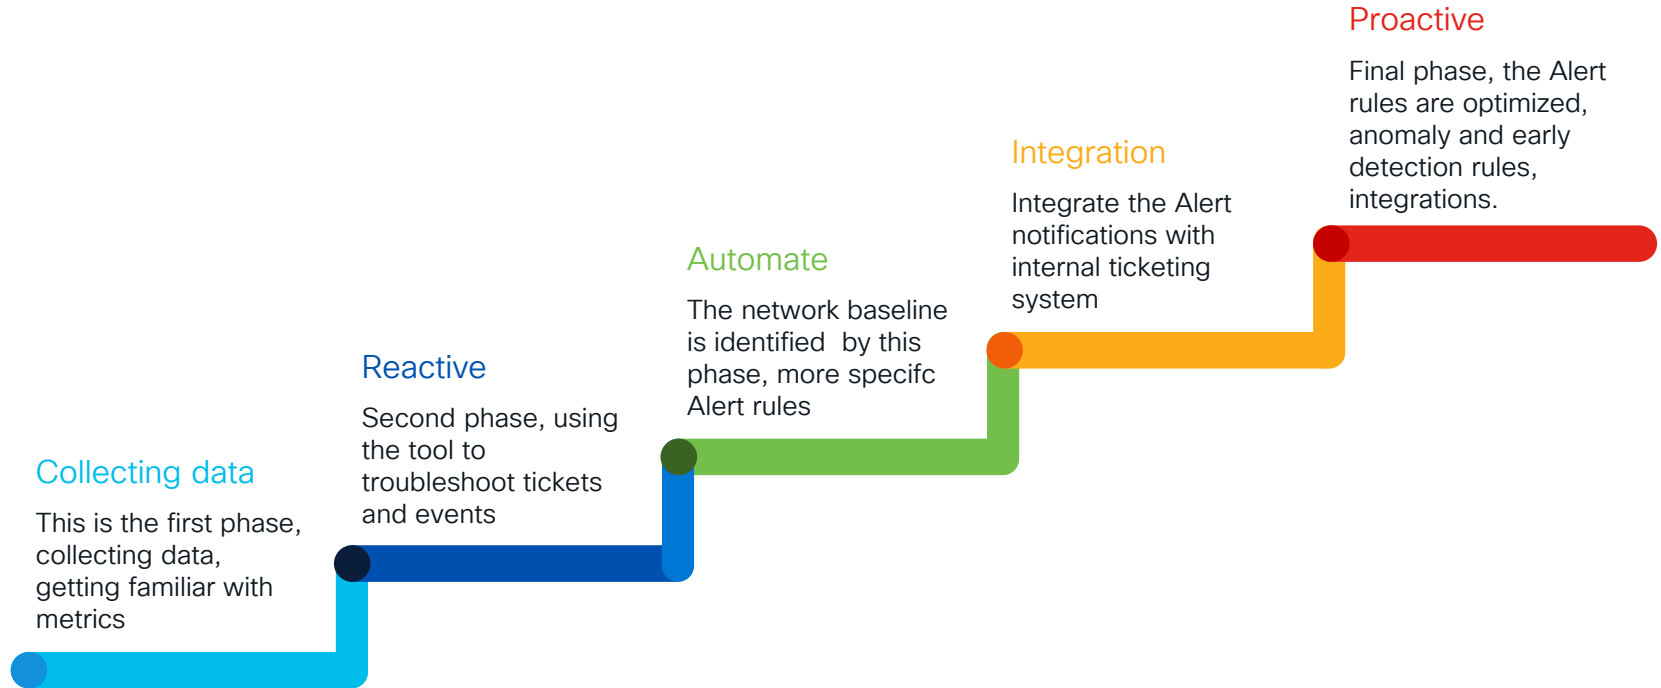 Collecting data
This is the first phase,
collecting data,
getting familiar with
metrics
Reactive
Second phase, using
the tool to
troubleshoot tickets
and events
Automate
The network baseline
is identified  by this
phase, more specifc
Alert rules
Integration
Integrate the Alert
notifications with
internal ticketing
system
Proactive
Final phase, the Alert
rules are optimized,
anomaly and early
detection rules,
integrations.